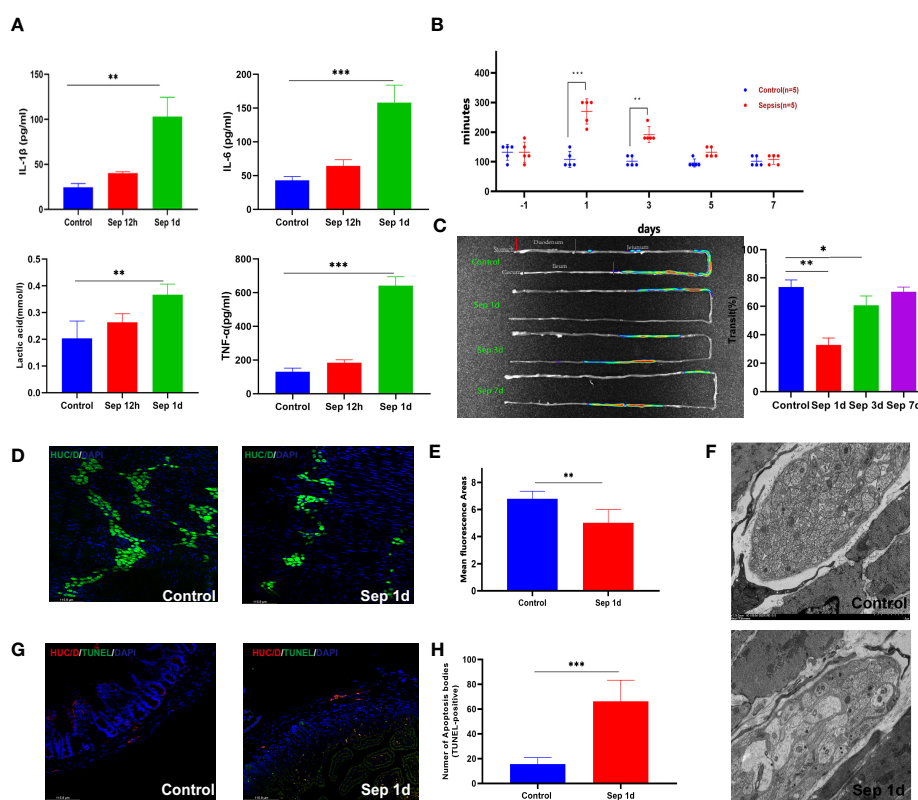 A
**
IL-1β (pg/ml)
150
100
50
0
Control Sep 12h Sep 1d
***
IL-6 (pg/ml)
200
150
100
50
0
Control Sep 12h Sep 1d
**
Lactic acid(mmol/l)
0.5
0.4
0.3
0.2
0.1
0.0
Control Sep 12h Sep 1d
***
TNF-α(pg/ml)
800
600
400
200
0
Control Sep 12h Sep 1d
B
minutes
400
300
200
100
0
***
**
Control(n=5)
Sepsis(n=5)
-1 1 3 5 7
days
C
Stomach Duodenum Jejunum
Control
Cecum Ileum
Sep 1d
Sep 3d
Sep 7d
Transit(%)
100
80
60
40
20
0
*
**
Control Sep 1d Sep 3d Sep 7d
D
HUC/D/DAPI
Control
HUC/D/DAPI
Sep 1d
E
Mean fluorescence Areas
8
6
4
2
0
**
Control Sep 1d
F
Control
Sep 1d
G
HUC/D/TUNEL/DAPI
Control
HUC/D/TUNEL/DAPI
Sep 1d
H
Numer of Apoptosis bodies
(TUNEL-positive)
100
80
60
40
20
0
***
Control Sep 1d